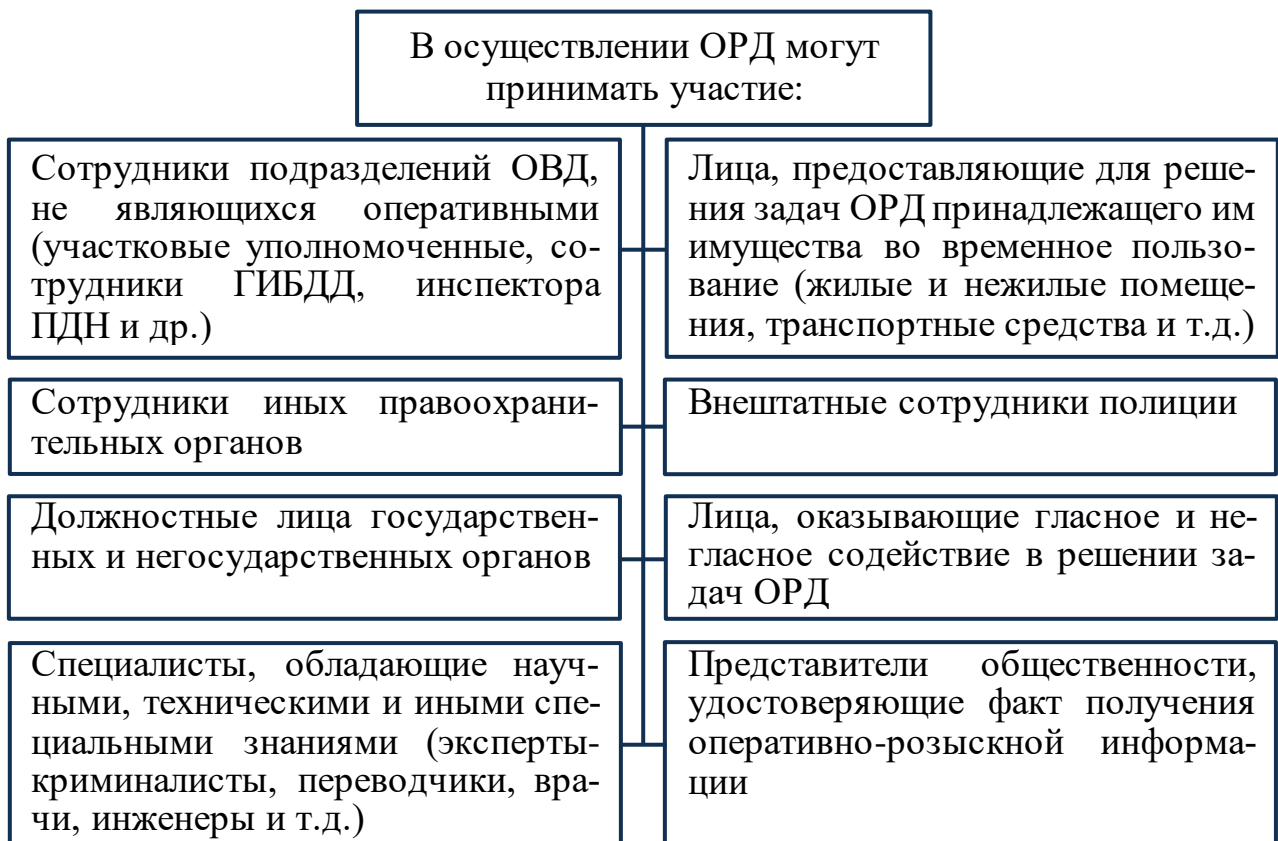 В осуществлении ОРД могут
принимать участие:
Сотрудники подразделений ОВД,
не являющихся оперативными
(участковые уполномоченные, со-
трудники ГИБДД, инспектора
ПДН и др.)
Лица, предоставляющие для реше-
ния задач ОРД принадлежащего им
имущества во временное пользо-
вание (жилые и нежилые помеще-
ния, транспортные средства и т.д.)
Сотрудники иных правоохрани-
тельных органов
Внештатные сотрудники полиции
Должностные лица государствен-
ных и негосударственных органов
Лица, оказывающие гласное и не-
гласное содействие в решении за-
дач ОРД
Специалисты, обладающие науч-
ными, техническими и иными спе-
циальными знаниями (эксперты-
криминалисты, переводчики, вра-
чи, инженеры и т.д.)
Представители общественности,
удостоверяющие факт получения
оперативно-розыскной информа-
ции